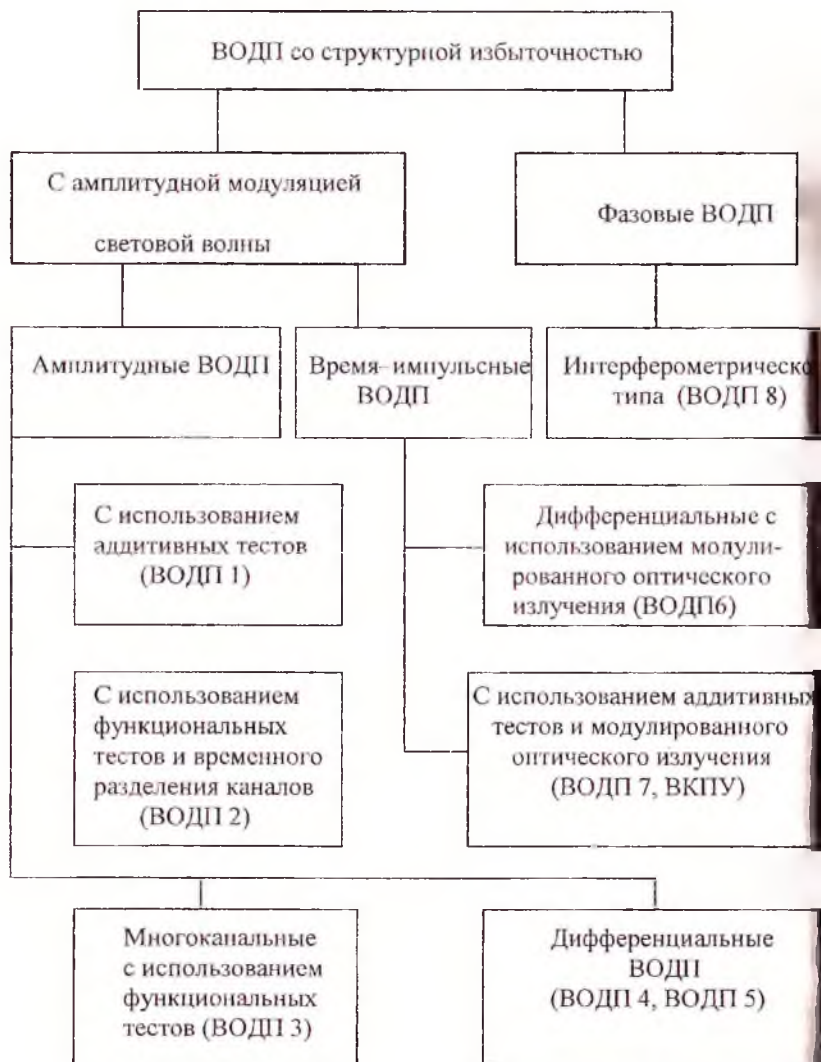 ВОДП со структурной избыточностью
С амплитудной модуляцией
световой волны
Фазовые ВОДП
Амплитудные ВОДП
Время-импульсные
ВОДП
Интерферометрическо
типа (ВОДП 8)
С использованием
аддитивных тестов
(ВОДП 1)
Дифференциальные с
использованием модули-
рованного оптического
излучения (ВОДП6)
С использованием
функциональных
тестов и временного
разделения каналов
(ВОДП 2)
С использованием аддитивных
тестов и модулированного
оптического излучения
(ВОДП 7, ВКПУ)
Многоканальные
с использованием
функциональных
тестов (ВОДП 3)
Дифференциальные
ВОДП
(ВОДП 4, ВОДП 5)